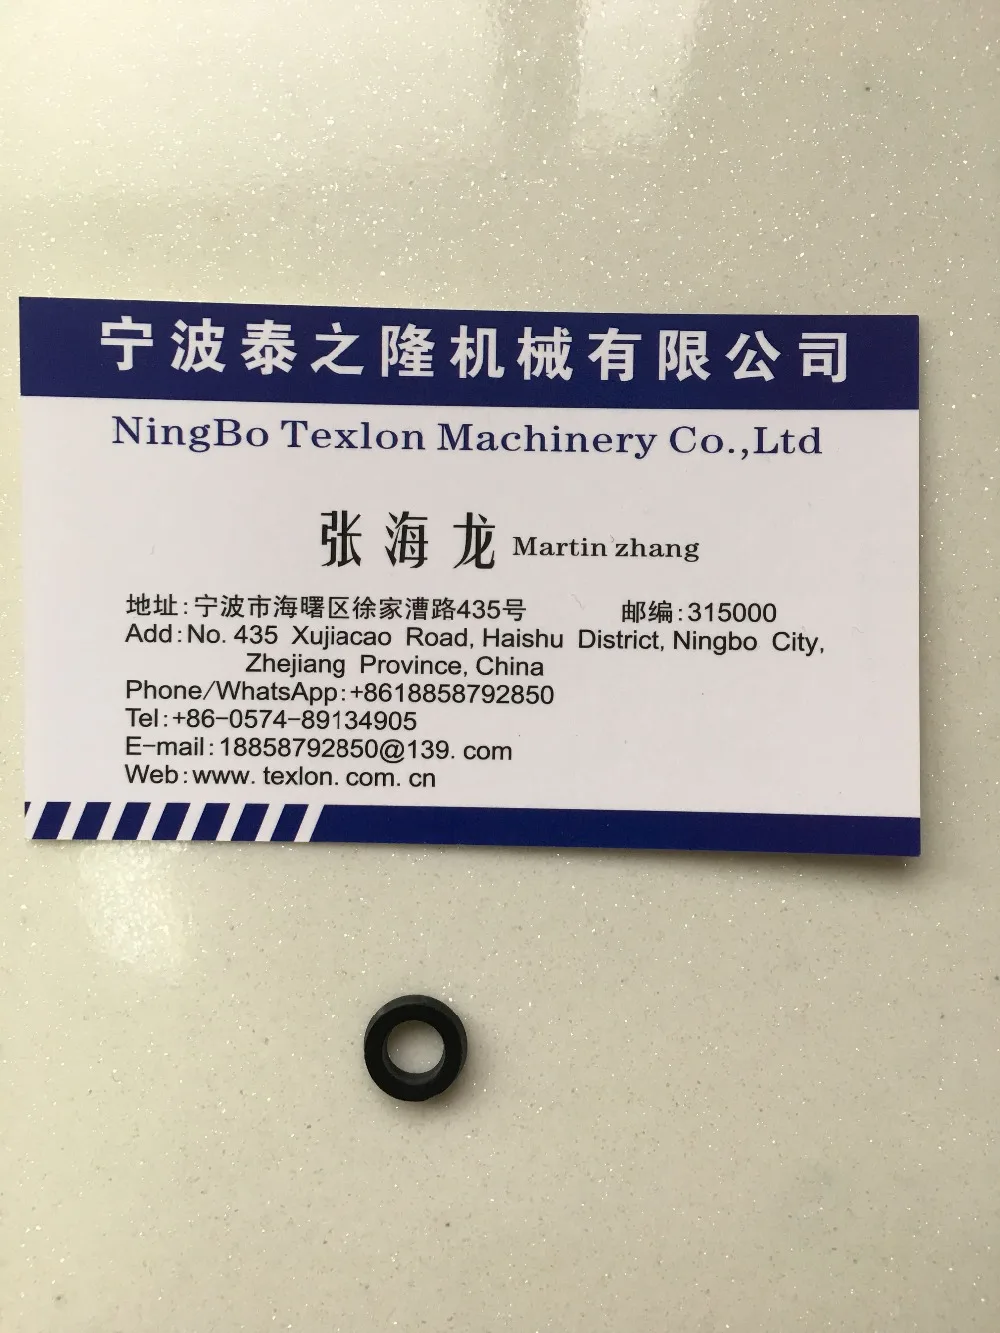 宁波泰之隆机械有限公司
NingBo Texlon Machinery Co.,Ltd
张海龙 Martin zhang
地址:宁波市海曙区徐家漕路435号 邮编:315000
Add:No. 435 Xujiacao Road, Haishu District, Ningbo City,
Zhejiang Province, China
Phone/WhatsApp:+8618858792850
Tel:+86-0574-89134905
E-mail:18858792850@139. com
Web:www. texlon. com. cn